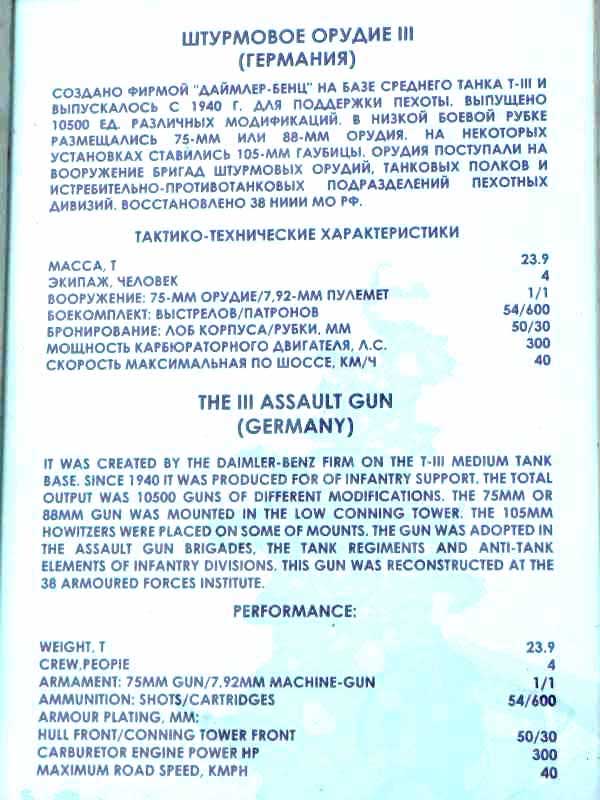 ШТУРМОВОЕ ОРУДИЕ III
(ГЕРМАНИЯ)
СОЗДАНО ФИРМОЙ "ДАЙМЛЕР-БЕНЦ" НА БАЗЕ СРЕДНЕГО ТАНКА Т-III И
ВЫПУСКАЛОСЬ С 1940 Г. ДЛЯ ПОДДЕРЖКИ ПЕХОТЫ. ВЫПУЩЕНО
10500 ЕД. РАЗЛИЧНЫХ МОДИФИКАЦИЙ. В НИЗКОЙ БОЕВОЙ РУБКЕ
РАЗМЕЩАЛИСЬ 75-ММ ИЛИ 88-ММ ОРУДИЯ. НА НЕКОТОРЫХ
УСТАНОВКАХ СТАВИЛИСЬ 105-ММ ГАУБИЦЫ. ОРУДИЯ ПОСТУПАЛИ НА
ВООРУЖЕНИЕ БРИГАД ШТУРМОВЫХ ОРУДИЙ, ТАНКОВЫХ ПОЛКОВ И
ИСТРЕБИТЕЛЬНО-ПРОТИВОТАНКОВЫХ ПОДРАЗДЕЛЕНИЙ ПЕХОТНЫХ
ДИВИЗИЙ. ВОССТАНОВЛЕНО 38 НИИИ МО РФ.
ТАКТИКО-ТЕХНИЧЕСКИЕ ХАРАКТЕРИСТИКИ
МАССА, Т 23.9
ЭКИПАЖ, ЧЕЛОВЕК 4
ВООРУЖЕНИЕ: 75-ММ ОРУДИЕ/7,92-ММ ПУЛЕМЕТ 1/1
БОЕКОМПЛЕКТ: ВЫСТРЕЛОВ/ПАТРОНОВ 54/600
БРОНИРОВАНИЕ: ЛОБ КОРПУСА/РУБКИ, ММ 50/30
МОЩНОСТЬ КАРБЮРАТОРНОГО ДВИГАТЕЛЯ, Л.С. 300
СКОРОСТЬ МАКСИМАЛЬНАЯ ПО ШОССЕ, КМ/Ч 40
THE III ASSAULT GUN
(GERMANY)
IT WAS CREATED BY THE DAIMLER-BENZ FIRM ON THE T-III MEDIUM TANK
BASE. SINCE 1940 IT WAS PRODUCED FOR OF INFANTRY SUPPORT. THE TOTAL
OUTPUT WAS 10500 GUNS OF DIFFERENT MODIFICATIONS. THE 75MM OR
88MM GUN WAS MOUNTED IN THE LOW CONNING TOWER. THE 105MM
HOWITZERS WERE PLACED ON SOME OF MOUNTS. THE GUN WAS ADOPTED IN
THE ASSAULT GUN BRIGADES, THE TANK REGIMENTS AND ANTI-TANK
ELEMENTS OF INFANTRY DIVISIONS. THIS GUN WAS RECONSTRUCTED AT THE
38 ARMOURED FORCES INSTITUTE.
PERFORMANCE:
WEIGHT, T 23.9
CREW,PEOPIE 4
ARMAMENT: 75MM GUN/7,92MM MACHINE-GUN 1/1
AMMUNITION: SHOTS/CARTRIDGES 54/600
ARMOUR PLATING, MM:
HULL FRONT/CONNING TOWER FRONT 50/30
CARBURETOR ENGINE POWER HP 300
MAXIMUM ROAD SPEED, KMPH 40